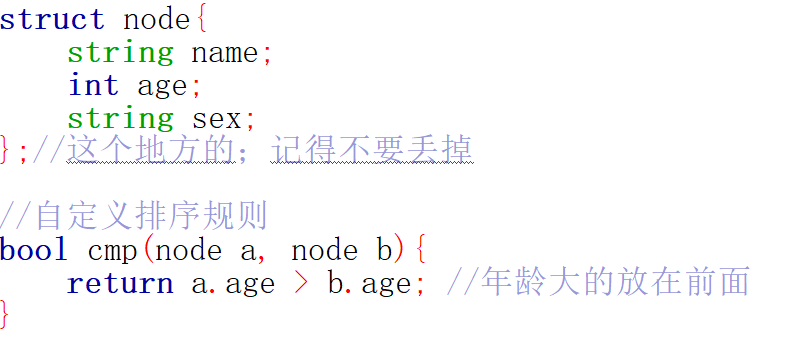 struct node{
    string name;
    int age;
    string sex;
};//这个地方的；记得不要丢掉
//自定义排序规则
bool cmp(node a, node b){
    return a.age > b.age; //年龄大的放在前面
}